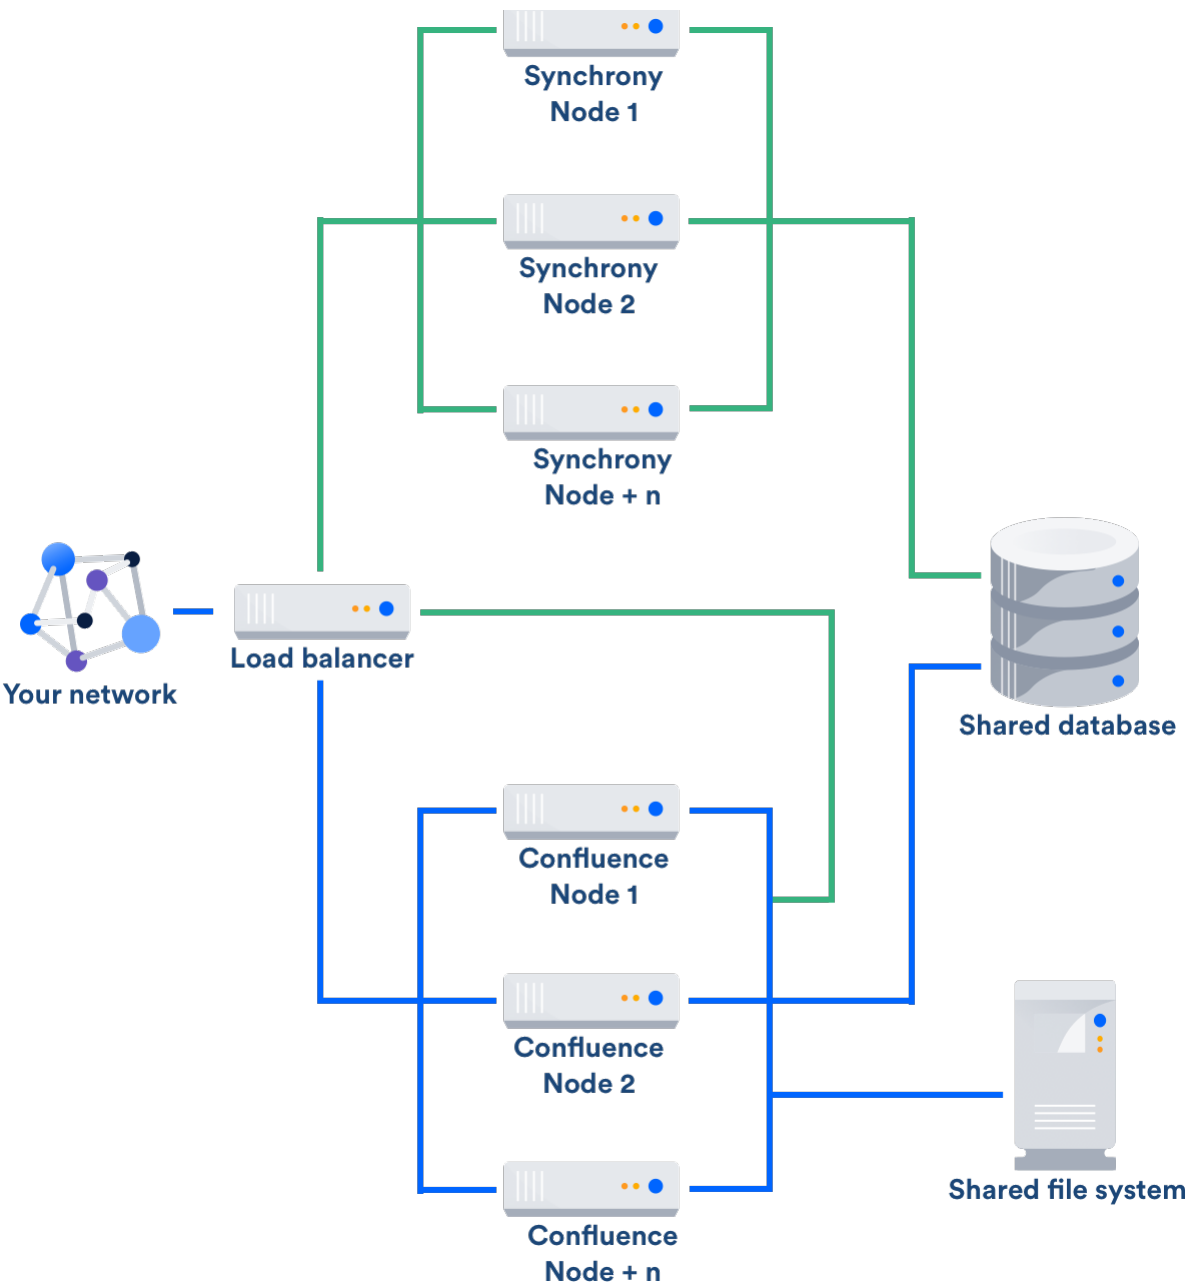 Synchrony
Node 1
Synchrony
Node 2
Synchrony
Node + n
Your network
Load balancer
Shared database
Confluence
Node 1
Confluence
Node 2
Shared file system
Confluence
Node + n